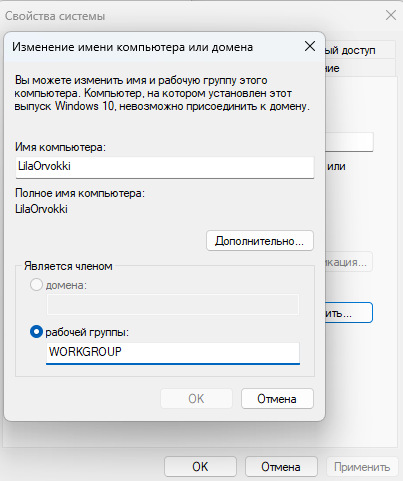 Свойства системы
Изменение имени компьютера или домена
ный доступ
ние
Вы можете изменить имя и рабочую группу этого
компьютера. Компьютер, на котором установлен этот
выпуск Windows 10, невозможно присоединить к домену.
Имя компьютера:
LilaOrvokki
или
Полное имя компьютера:
LilaOrvokki
Дополнительно...
икация...
Является членом
домена:
ить...
рабочей группы:
WORKGROUP
OK
Отмена
OK
Отмена
Применить